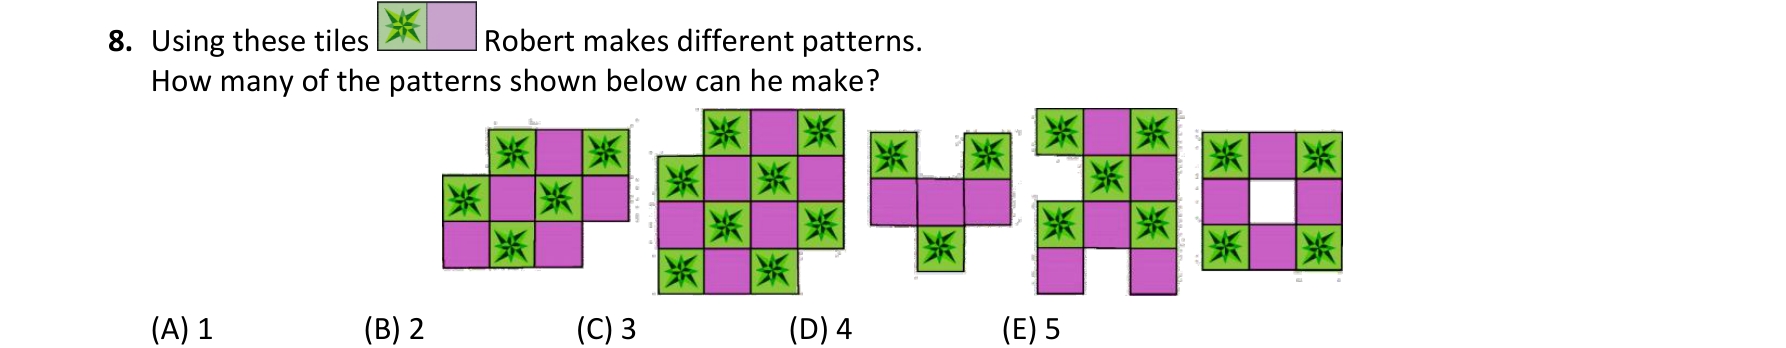 8. Using these tiles Robert makes different patterns.
How many of the patterns shown below can he make?
(A) 1 (B) 2 (C) 3 (D) 4 (E) 5